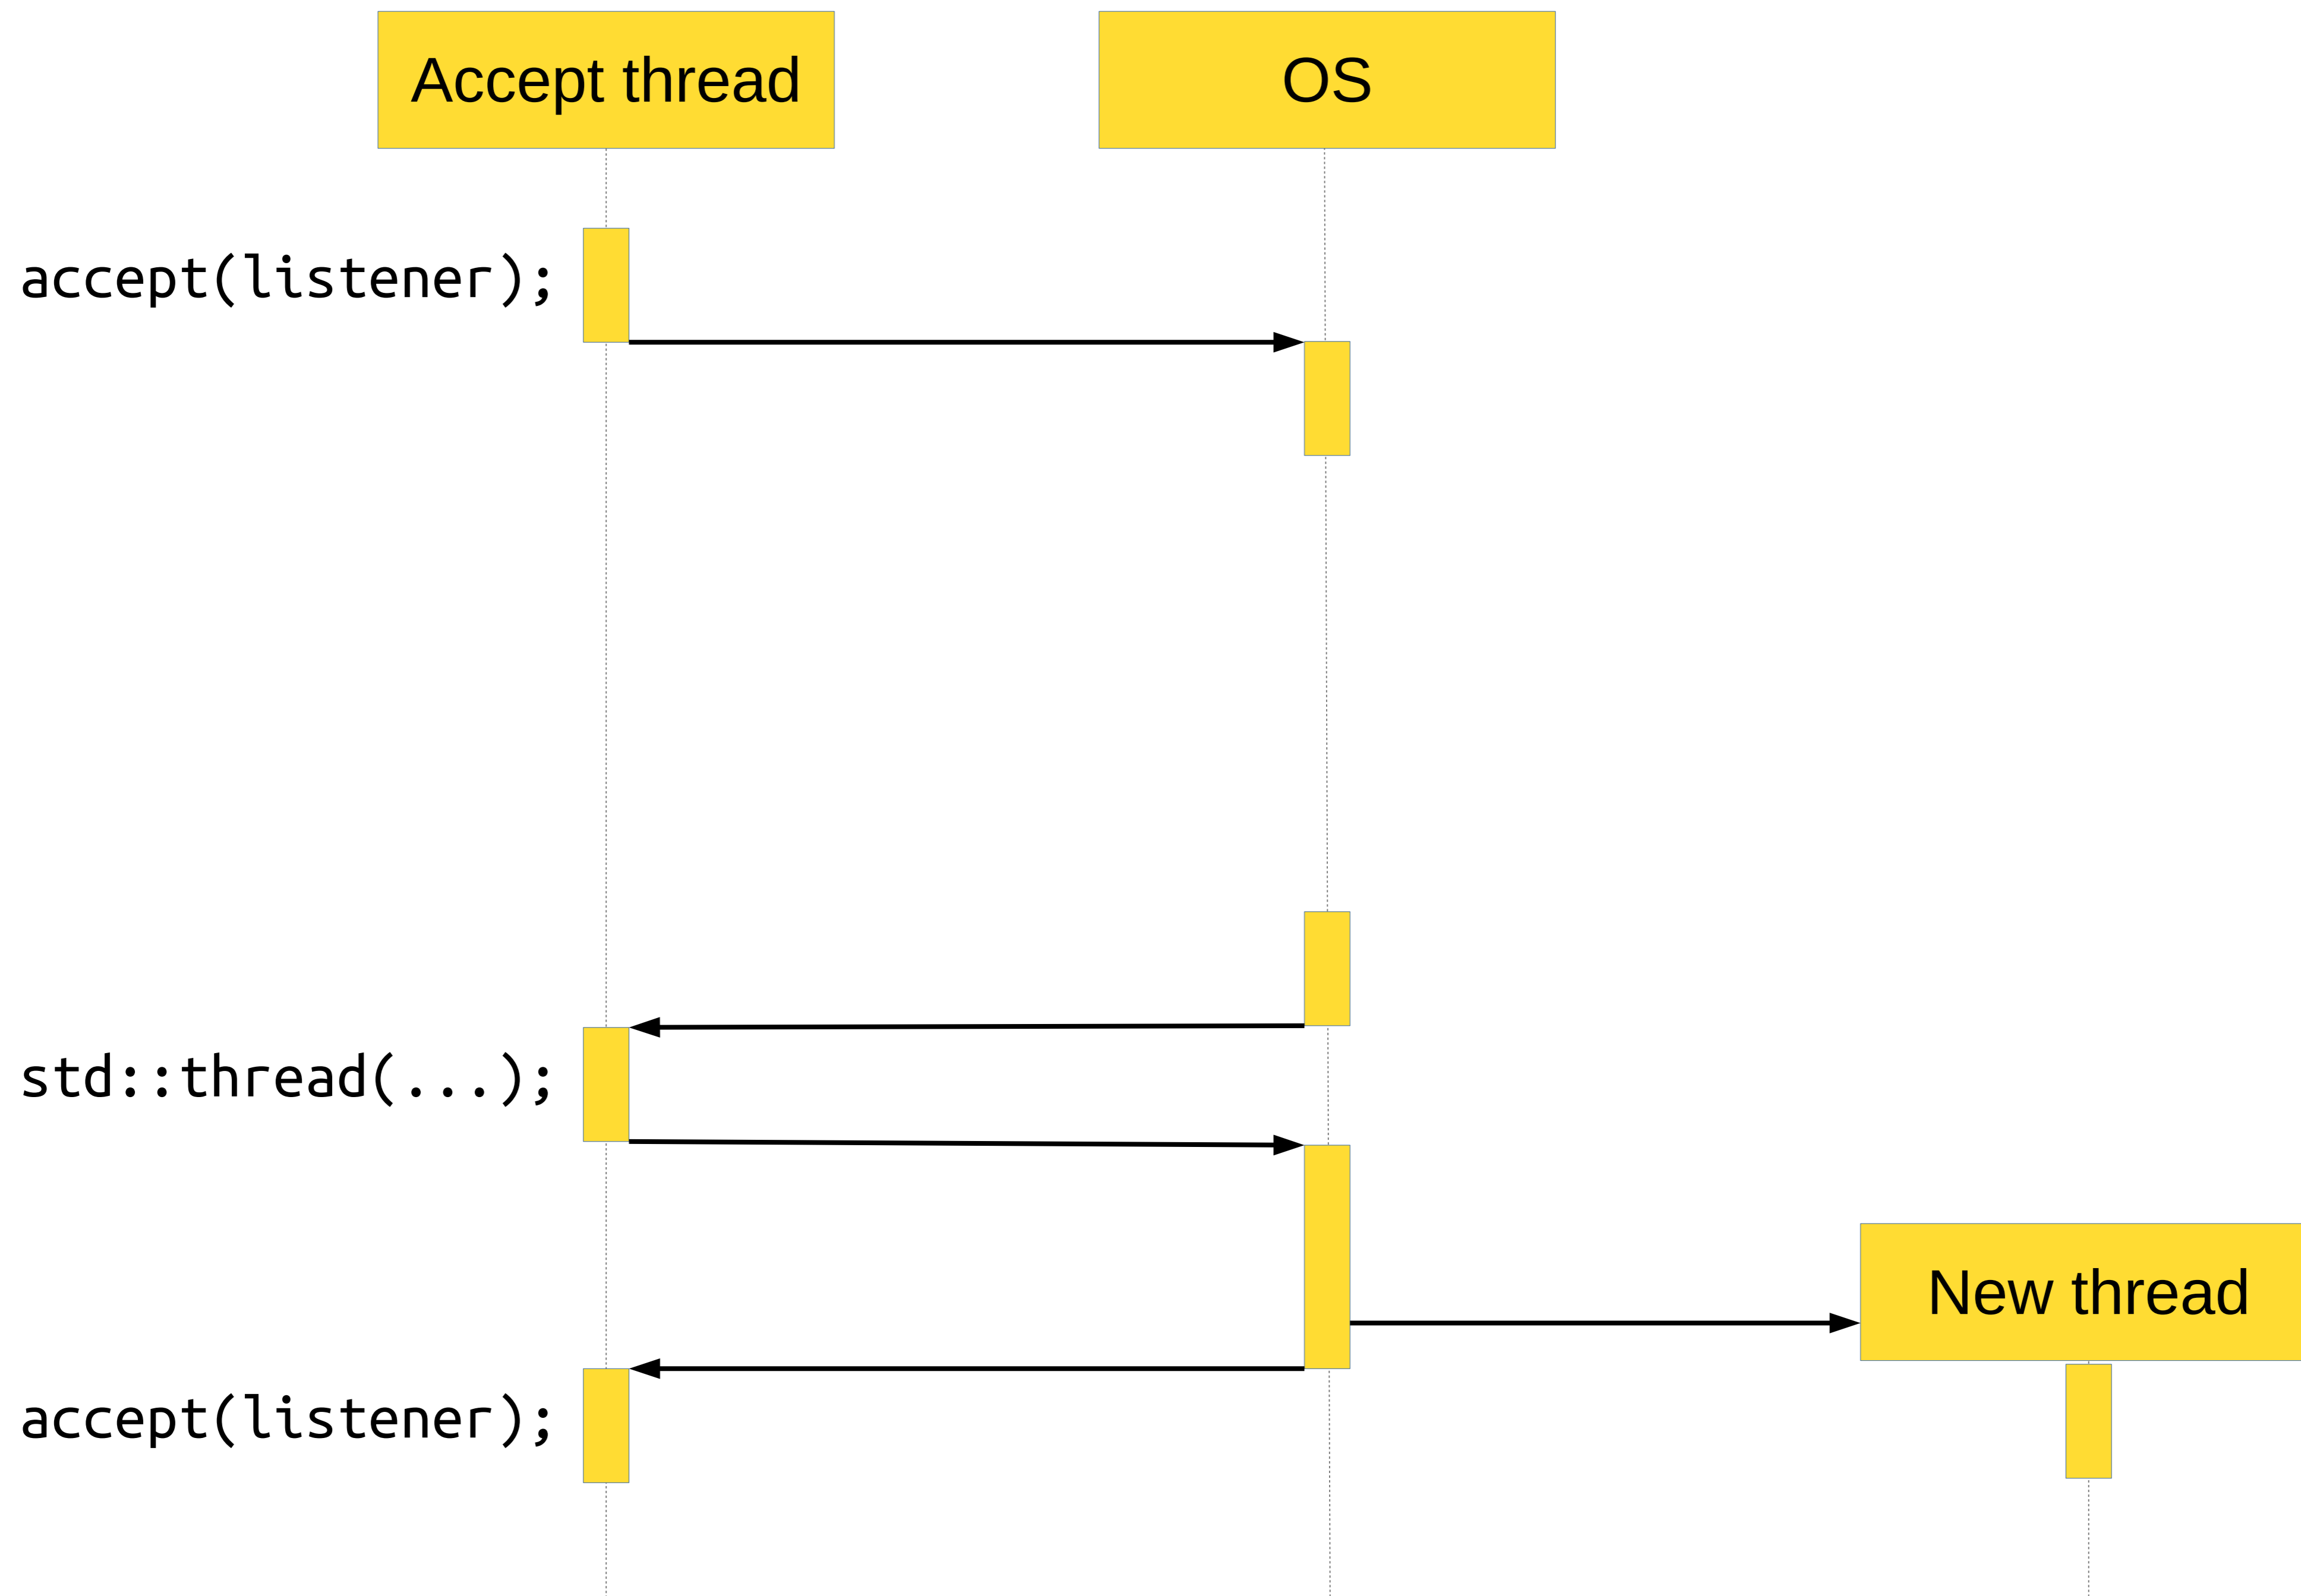 Accept thread
OS
accept(listener);
std::thread(...);
New thread
accept(listener);